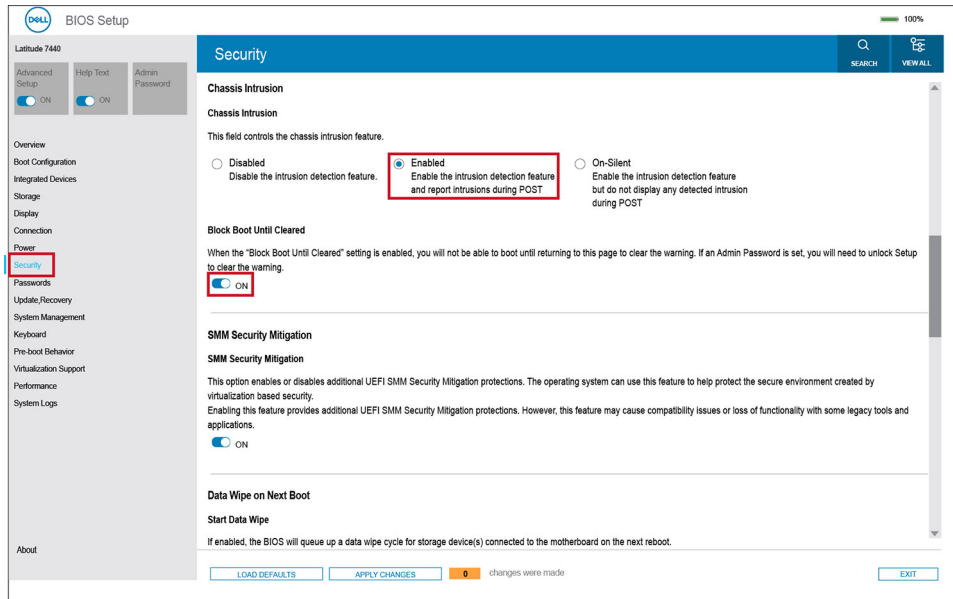 DELL
BIOS Setup
100%
Latitude 7440
Advanced Setup
ON
Help Text
ON
Admin Password
Overview
Boot Configuration
Integrated Devices
Storage
Display
Connection
Power
Security
Passwords
Update,Recovery
System Management
Keyboard
Pre-boot Behavior
Virtualization Support
Performance
System Logs
About
Security
SEARCH
VIEW ALL
Chassis Intrusion
Chassis Intrusion
This field controls the chassis intrusion feature.
Disabled
Disable the intrusion detection feature.
Enabled
Enable the intrusion detection feature
and report intrusions during POST
On-Silent
Enable the intrusion detection feature
but do not display any detected intrusion
during POST
Block Boot Until Cleared
When the "Block Boot Until Cleared" setting is enabled, you will not be able to boot until returning to this page to clear the warning. If an Admin Password is set, you will need to unlock Setup
to clear the warning.
ON
SMM Security Mitigation
SMM Security Mitigation
This option enables or disables additional UEFI SMM Security Mitigation protections. The operating system can use this feature to help protect the secure environment created by
virtualization based security.
Enabling this feature provides additional UEFI SMM Security Mitigation protections. However, this feature may cause compatibility issues or loss of functionality with some legacy tools and
applications.
ON
Data Wipe on Next Boot
Start Data Wipe
If enabled, the BIOS will queue up a data wipe cycle for storage device(s) connected to the motherboard on the next reboot.
LOAD DEFAULTS
APPLY CHANGES
0
changes were made
EXIT